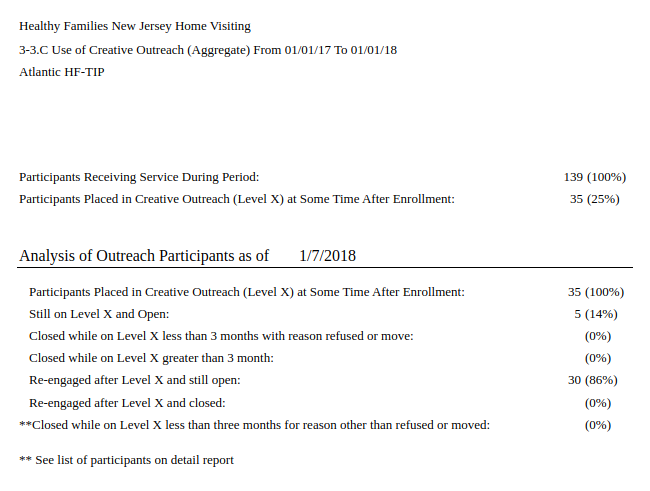 Healthy Families New Jersey Home Visiting
3-3.C Use of Creative Outreach (Aggregate) From 01/01/17 To 01/01/18
Atlantic HF-TIP
Participants Receiving Service During Period: 139 (100%)
Participants Placed in Creative Outreach (Level X) at Some Time After Enrollment: 35 (25%)
Analysis of Outreach Participants as of 1/7/2018
Participants Placed in Creative Outreach (Level X) at Some Time After Enrollment: 35 (100%)
Still on Level X and Open: 5 (14%)
Closed while on Level X less than 3 months with reason refused or move: (0%)
Closed while on Level X greater than 3 month: (0%)
Re-engaged after Level X and still open: 30 (86%)
Re-engaged after Level X and closed: (0%)
**Closed while on Level X less than three months for reason other than refused or moved: (0%)
** See list of participants on detail report